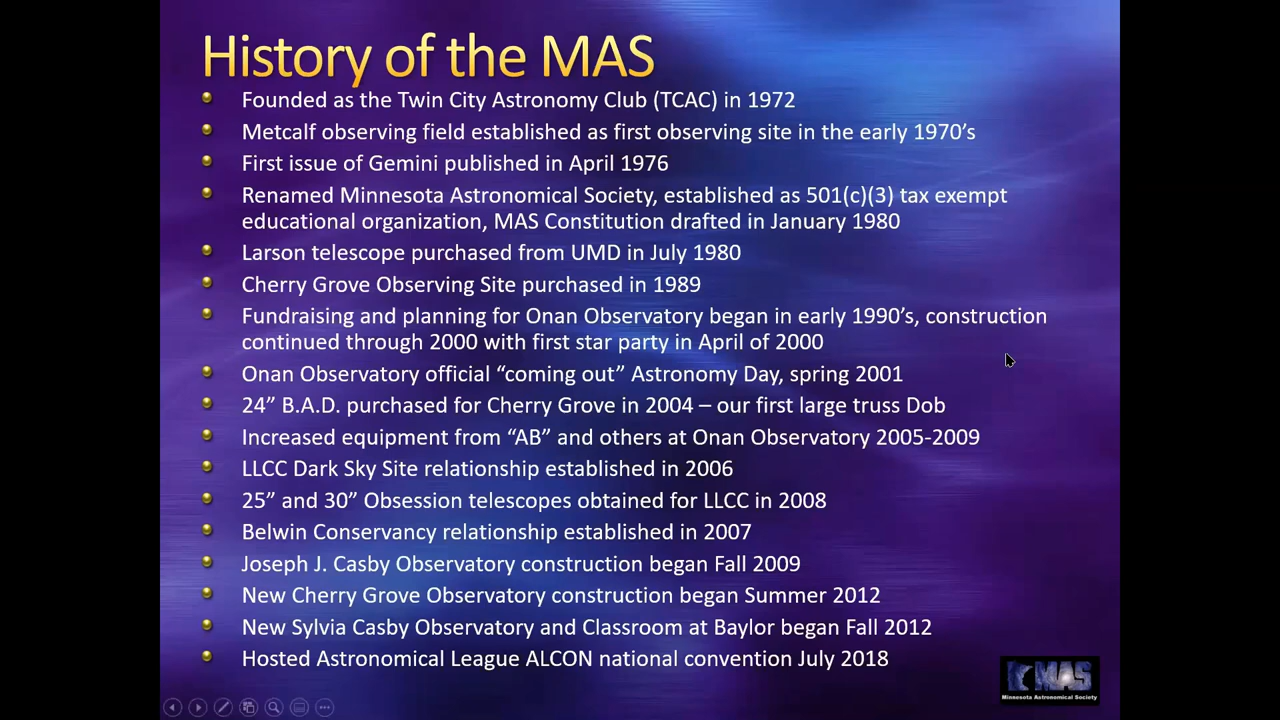 History of the MAS
Founded as the Twin City Astronomy Club (TCAC) in 1972
Metcalf observing field established as first observing site in the early 1970’s
First issue of Gemini published in April 1976
Renamed Minnesota Astronomical Society, established as 501(c)(3) tax exempt
educational organization, MAS Constitution drafted in January 1980
Larson telescope purchased from UMD in July 1980
Cherry Grove Observing Site purchased in 1989
Fundraising and planning for Onan Observatory began in early 1990’s, construction
continued through 2000 with first star party in April of 2000
Onan Observatory official “coming out” Astronomy Day, spring 2001
24” B.A.D. purchased for Cherry Grove in 2004 – our first large truss Dob
Increased equipment from “AB” and others at Onan Observatory 2005-2009
LLCC Dark Sky Site relationship established in 2006
25” and 30” Obsession telescopes obtained for LLCC in 2008
Belwin Conservancy relationship established in 2007
Joseph J. Casby Observatory construction began Fall 2009
New Cherry Grove Observatory construction began Summer 2012
New Sylvia Casby Observatory and Classroom at Baylor began Fall 2012
Hosted Astronomical League ALCON national convention July 2018
MAS
Minnesota Astronomical Society